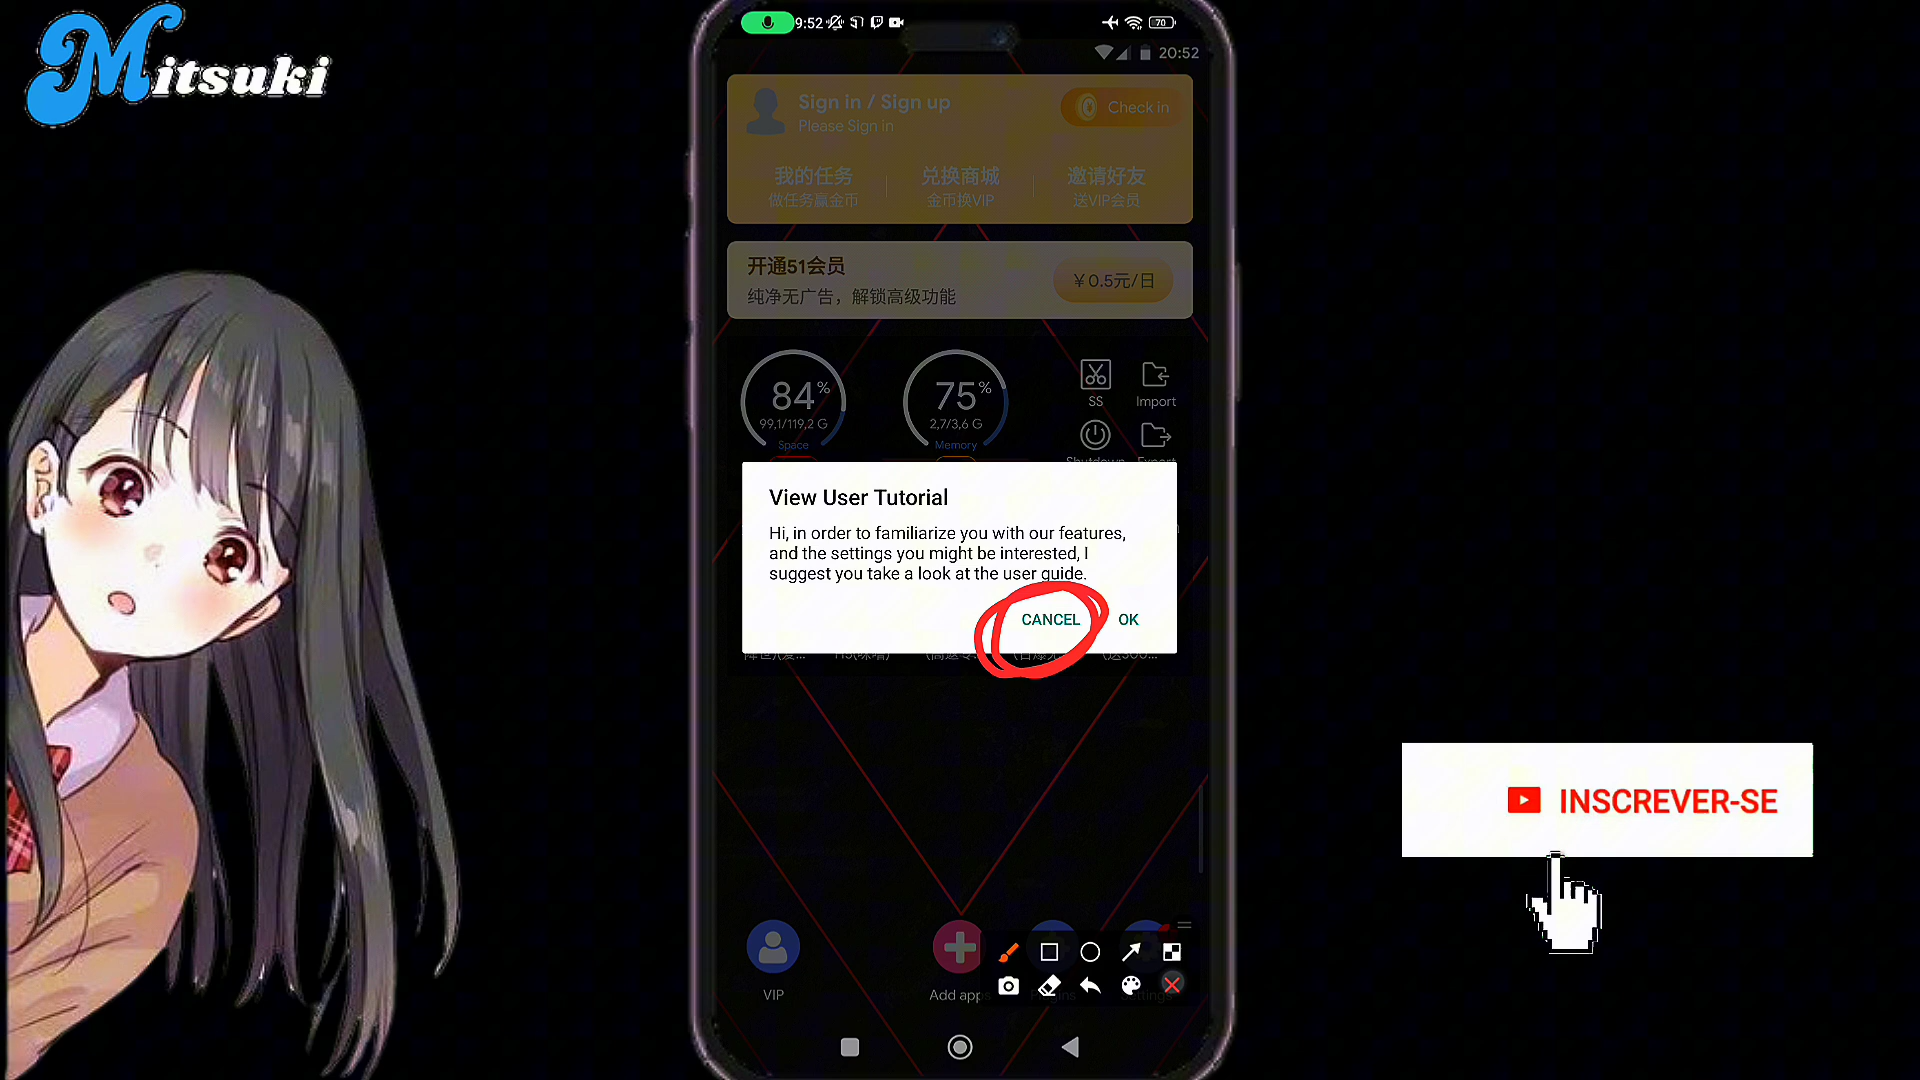 Mitsuki
9:52
70
20:52
Sign in / Sign up
Please Sign in
Check in
我的任务
兑换商城
邀请好友
做任务赢金币
金币换VIP
送VIP会员
开通51会员
纯净无广告，解锁高级功能
￥0.5元/日
84%
99,1/119,2 G
Space
75%
2,7/3,6 G
Memory
SS
Import
Shutdown
Export
View User Tutorial
Hi, in order to familiarize you with our features,
and the settings you might be interested, I
suggest you take a look at the user guide.
CANCEL
OK
INSCREVER-SE
VIP
Add apps
Settings